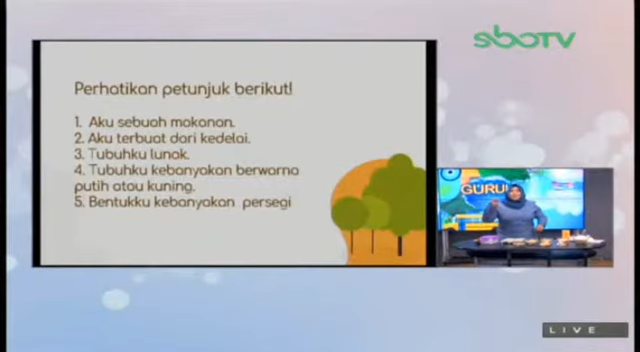 sboTV
Perhatikan petunjuk berikut!
1. Aku sebuah makanan.
2. Aku terbuat dari kedelai.
3. Tubuhku lunak.
4. Tubuhku kebanyakan berwarna
putih atau kuning.
5. Bentukku kebanyakan persegi
GURU
LIVE